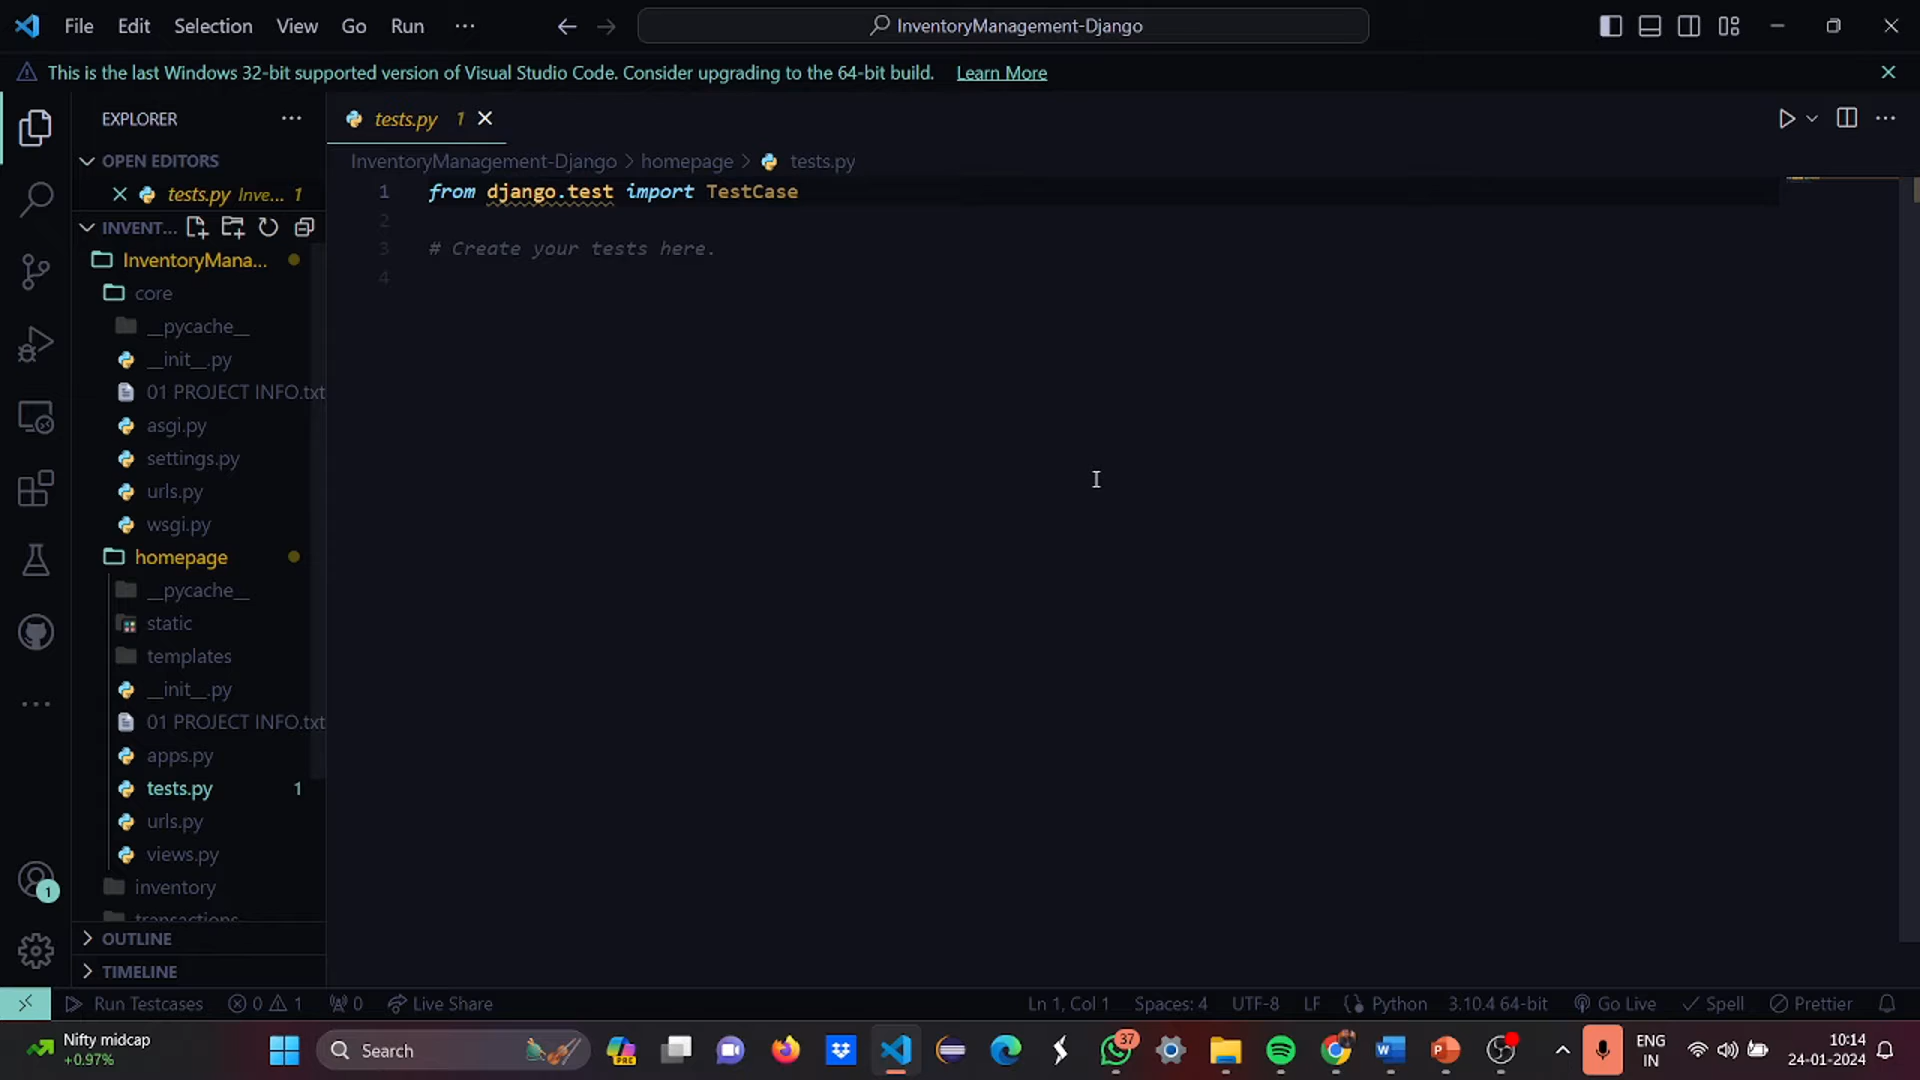 File Edit Selection View Go Run ··· InventoryManagement-Django
This is the last Windows 32-bit supported version of Visual Studio Code. Consider upgrading to the 64-bit build. Learn More
EXPLORER
OPEN EDITORS
tests.py Inve... 1
INVENT...
InventoryMana...
core
__pycache__
__init__.py
01 PROJECT INFO.txt
asgi.py
settings.py
urls.py
wsgi.py
homepage
__pycache__
static
templates
__init__.py
01 PROJECT INFO.txt
apps.py
tests.py 1
urls.py
views.py
inventory
transactions
OUTLINE
TIMELINE
1
tests.py 1
InventoryManagement-Django > homepage > tests.py
1 from django.test import TestCase
2
3 # Create your tests here.
4
Run Testcases 0 1 0 Live Share Ln 1, Col 1 Spaces: 4 UTF-8 LF Python 3.10.4 64-bit Go Live Spell Prettier
Nifty midcap
+0.97%
Search
PRE
37
ENG
IN
10:14
24-01-2024